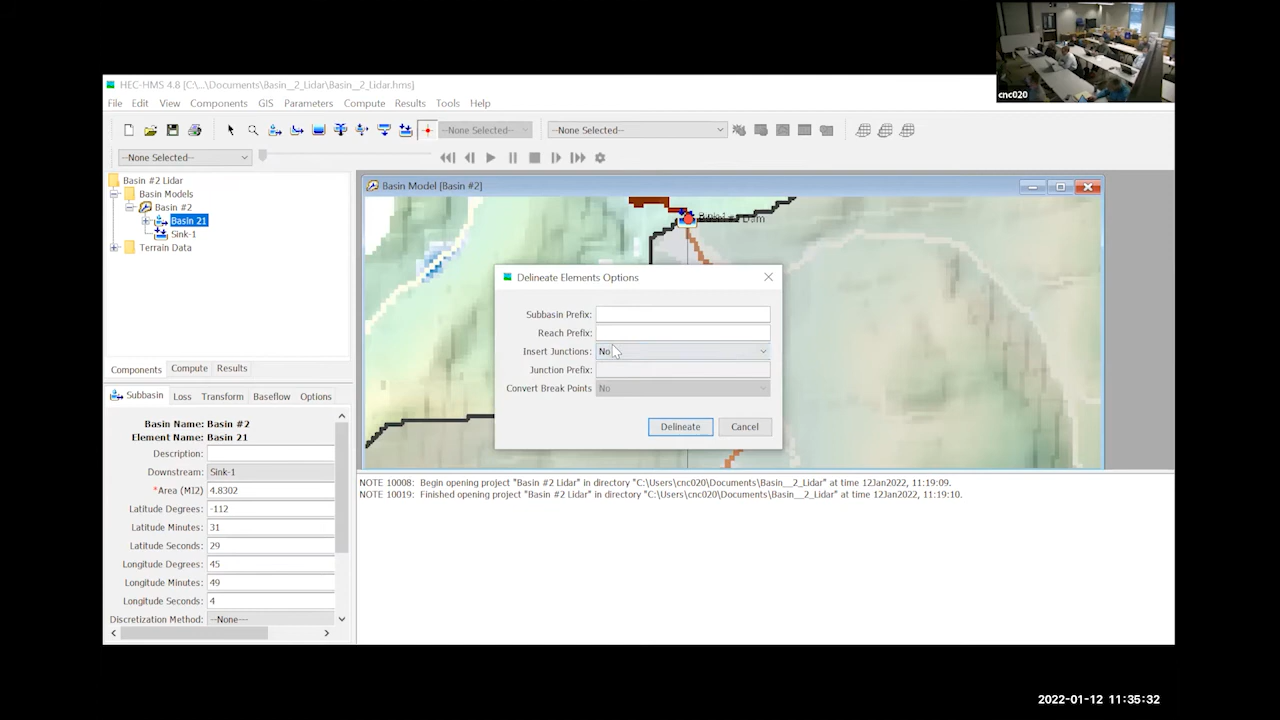 cnc020
HEC-HMS 4.8 [C:\...\Documents\Basin__2_Lidar\Basin__2_Lidar.hms]
File Edit View Components GIS Parameters Compute Results Tools Help
--None Selected-- --None Selected--
--None Selected--
Basin #2 Lidar
Basin Models
Basin #2
Basin 21
Sink-1
Terrain Data
Components Compute Results
Subbasin Loss Transform Baseflow Options
Basin Name: Basin #2
Element Name: Basin 21
Description:
Downstream: Sink-1
*Area (MI2) 4.8302
Latitude Degrees: -112
Latitude Minutes: 31
Latitude Seconds: 29
Longitude Degrees: 45
Longitude Minutes: 49
Longitude Seconds: 4
Discretization Method: --None--
Basin Model [Basin #2]
Delineate Elements Options
Subbasin Prefix:
Reach Prefix:
Insert Junctions: No
Junction Prefix:
Convert Break Points No
Delineate Cancel
NOTE 10008: Begin opening project "Basin #2 Lidar" in directory "C:\Users\cnc020\Documents\Basin__2_Lidar" at time 12Jan2022, 11:19:09.
NOTE 10019: Finished opening project "Basin #2 Lidar" in directory "C:\Users\cnc020\Documents\Basin__2_Lidar" at time 12Jan2022, 11:19:10.
2022-01-12 11:35:32